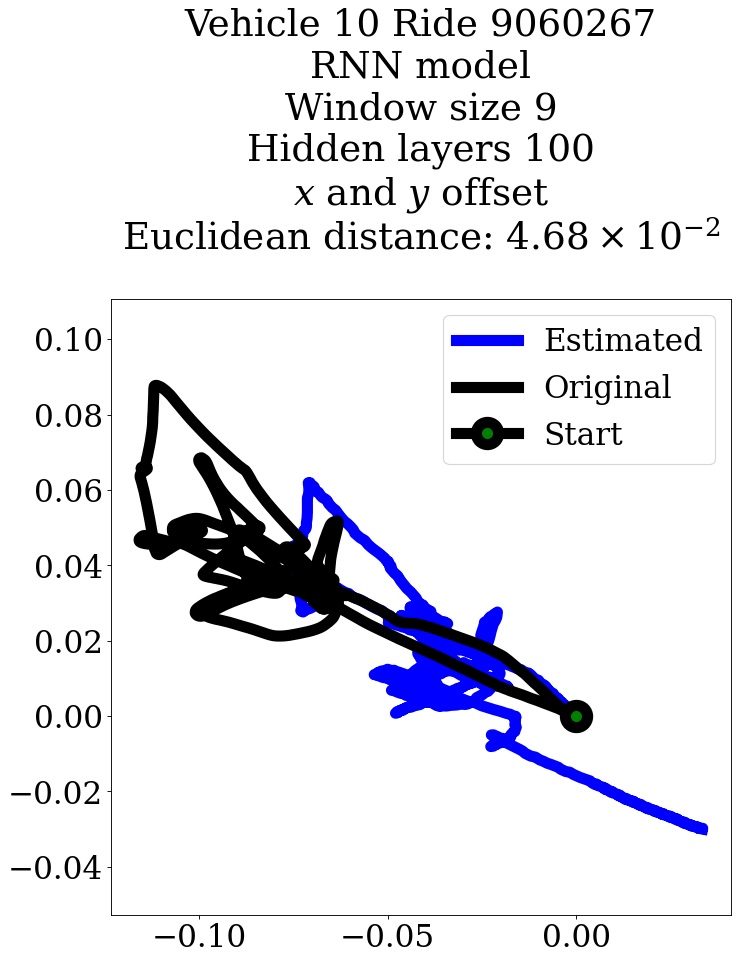 Vehicle 10 Ride 9060267
RNN model
Window size 9
Hidden layers 100
x and y offset
Euclidean distance: 4.68 × 10⁻²
Estimated
Original
Start
0.10
0.08
0.06
0.04
0.02
0.00
−0.02
−0.04
−0.10
−0.05
0.00